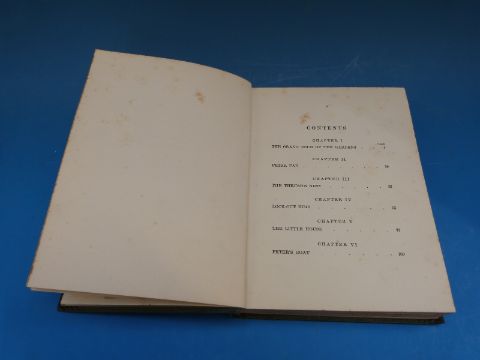 CONTENTS
CHAPTER I
PAGE
THE GRAND TOUR OF THE GARDENS
CHAPTER II
PETER PAN
CHAPTER III
THE THRUSH'S NEST
CHAPTER IV
LOCK-OUT TIME
CHAPTER V
THE LITTLE HOUSE
CHAPTER VI
PETER'S GOAT